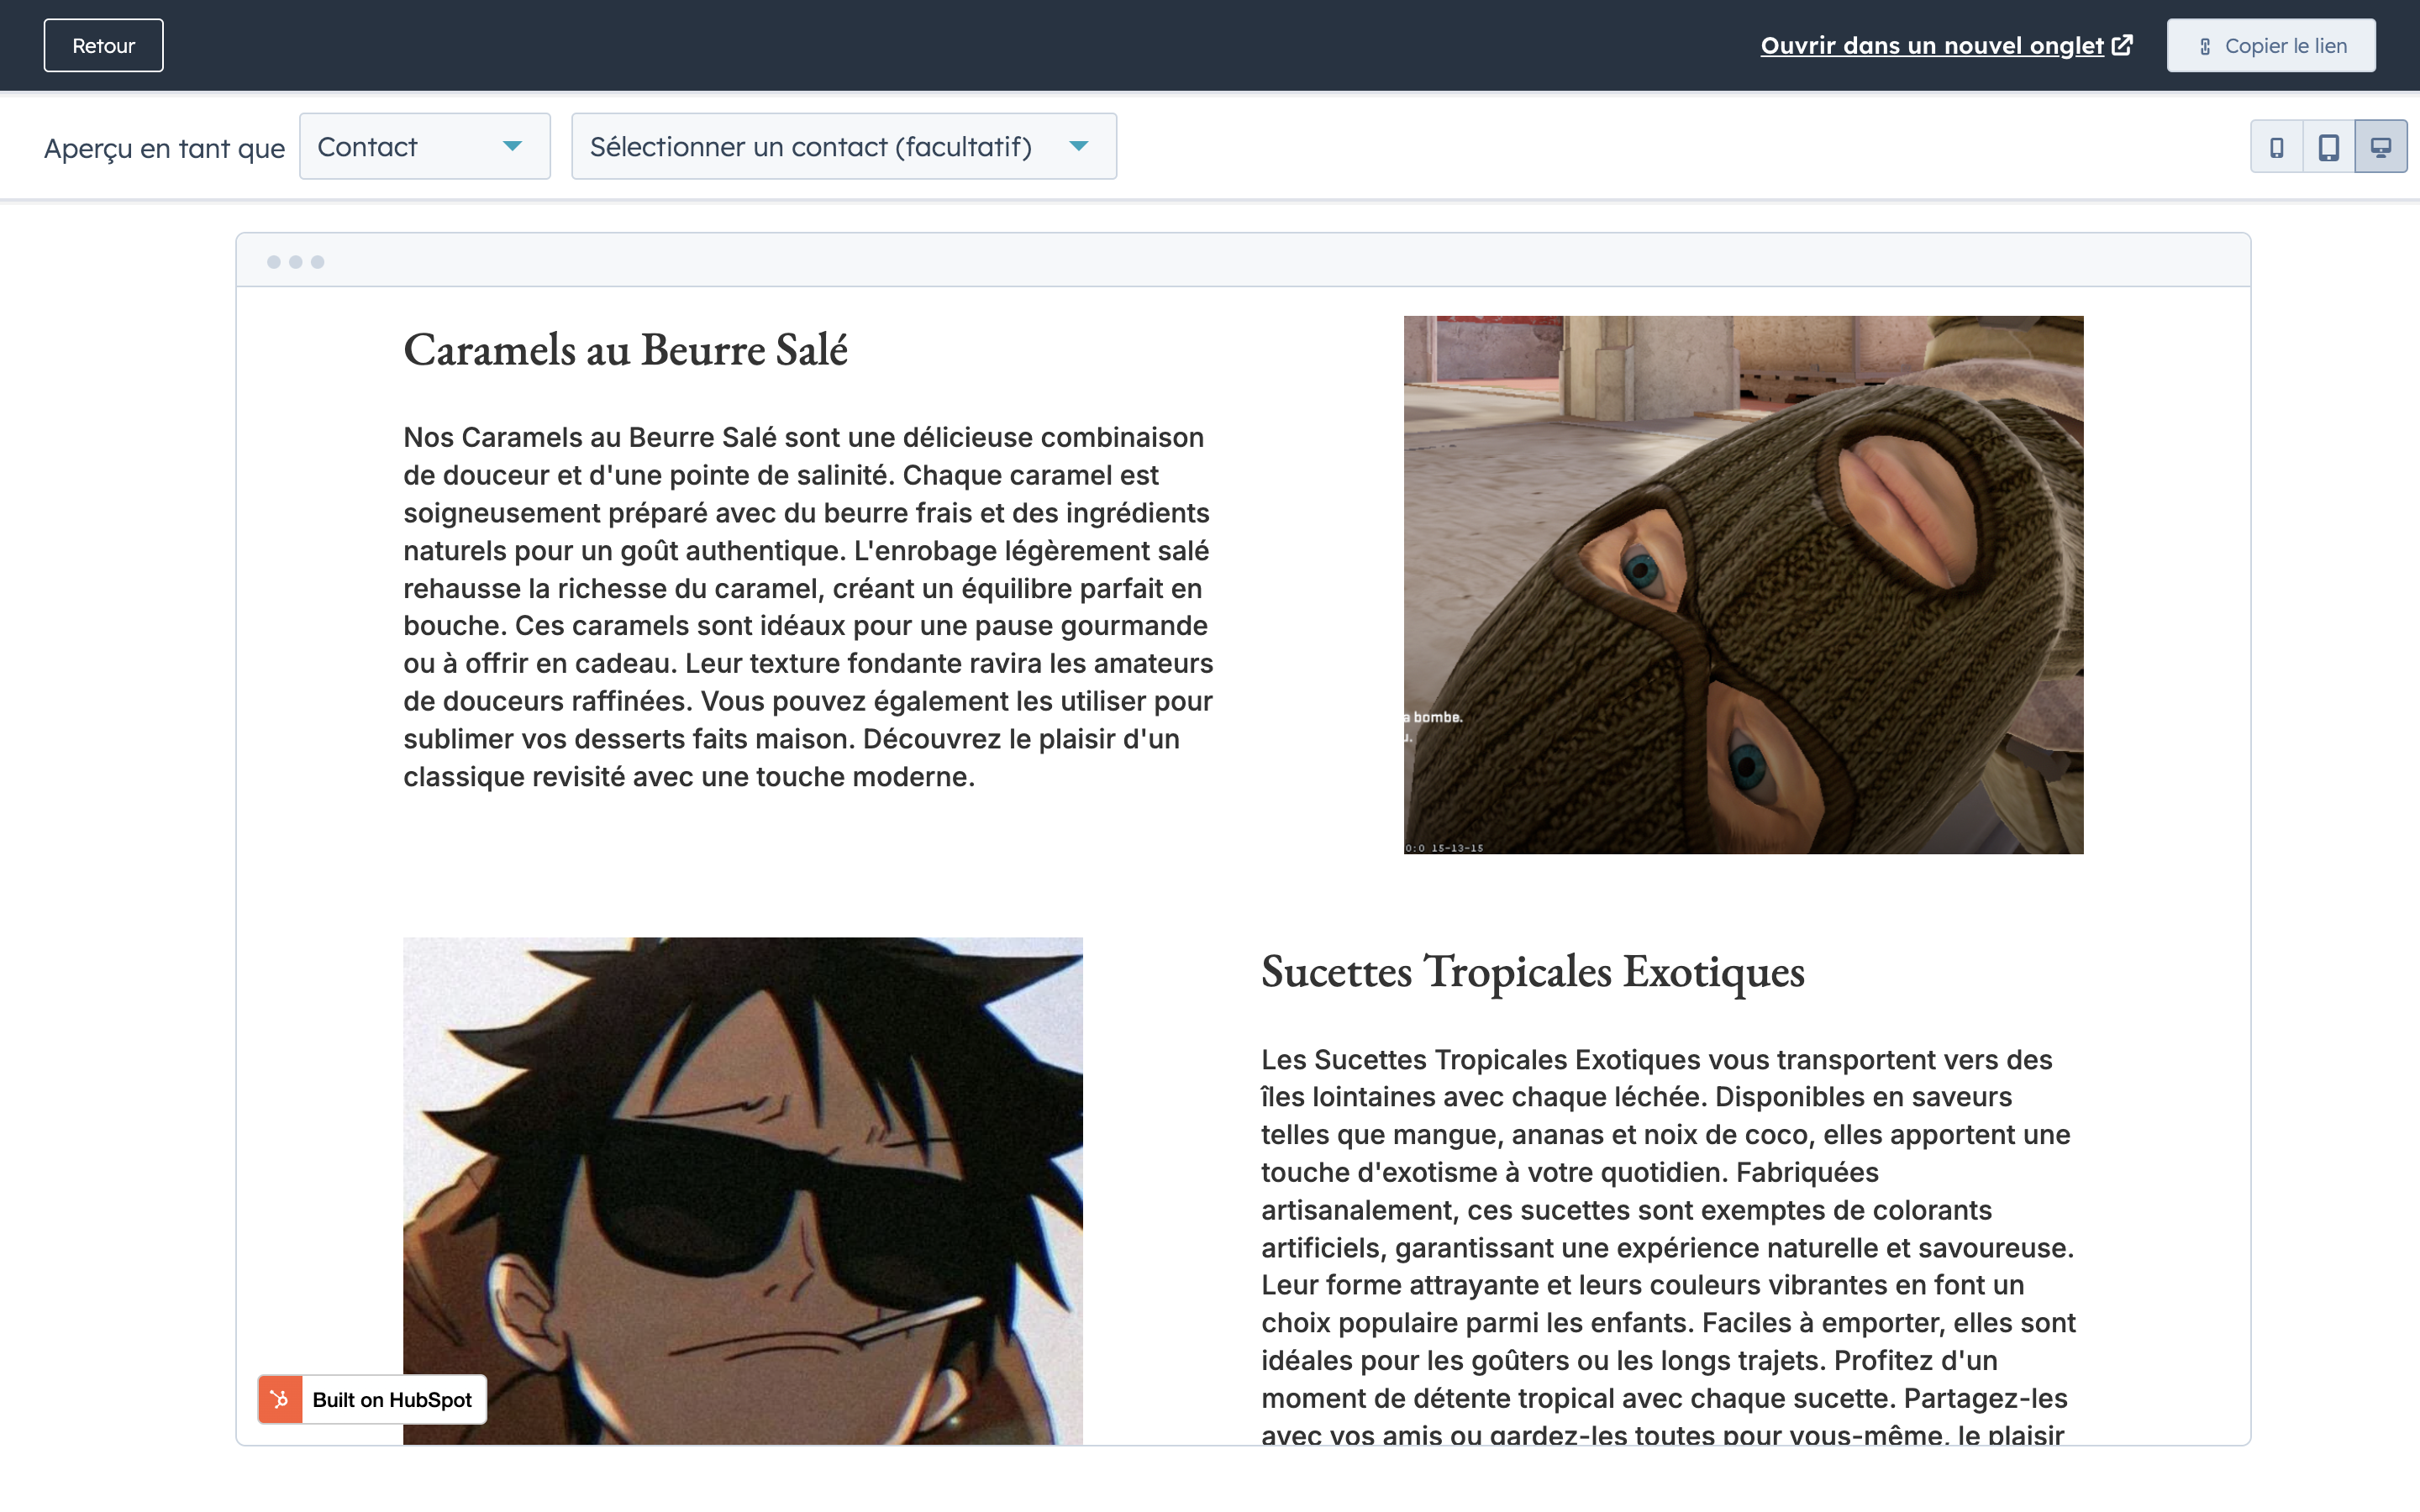 Retour
Ouvrir dans un nouvel onglet
Copier le lien
Aperçu en tant que
Contact
Sélectionner un contact (facultatif)
Caramels au Beurre Salé
Nos Caramels au Beurre Salé sont une délicieuse combinaison
de douceur et d'une pointe de salinité. Chaque caramel est
soigneusement préparé avec du beurre frais et des ingrédients
naturels pour un goût authentique. L'enrobage légèrement salé
rehausse la richesse du caramel, créant un équilibre parfait en
bouche. Ces caramels sont idéaux pour une pause gourmande
ou à offrir en cadeau. Leur texture fondante ravira les amateurs
de douceurs raffinées. Vous pouvez également les utiliser pour
sublimer vos desserts faits maison. Découvrez le plaisir d'un
classique revisité avec une touche moderne.
a bombe.
u.
0:0 15-13-15
Sucettes Tropicales Exotiques
Les Sucettes Tropicales Exotiques vous transportent vers des
îles lointaines avec chaque léchée. Disponibles en saveurs
telles que mangue, ananas et noix de coco, elles apportent une
touche d'exotisme à votre quotidien. Fabriquées
artisanalement, ces sucettes sont exemptes de colorants
artificiels, garantissant une expérience naturelle et savoureuse.
Leur forme attrayante et leurs couleurs vibrantes en font un
choix populaire parmi les enfants. Faciles à emporter, elles sont
idéales pour les goûters ou les longs trajets. Profitez d'un
moment de détente tropical avec chaque sucette. Partagez-les
avec vos amis ou gardez-les toutes pour vous-même, le plaisir
Built on HubSpot